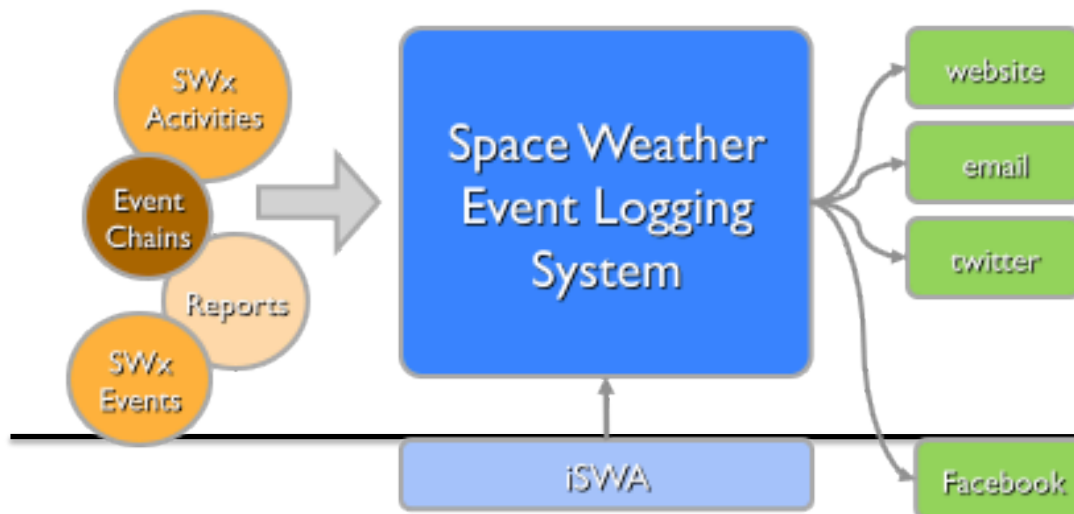 SWx
Activities
Event
Chains
Reports
SWx
Events
Space Weather
Event Logging
System
iSWA
website
email
twitter
Facebook